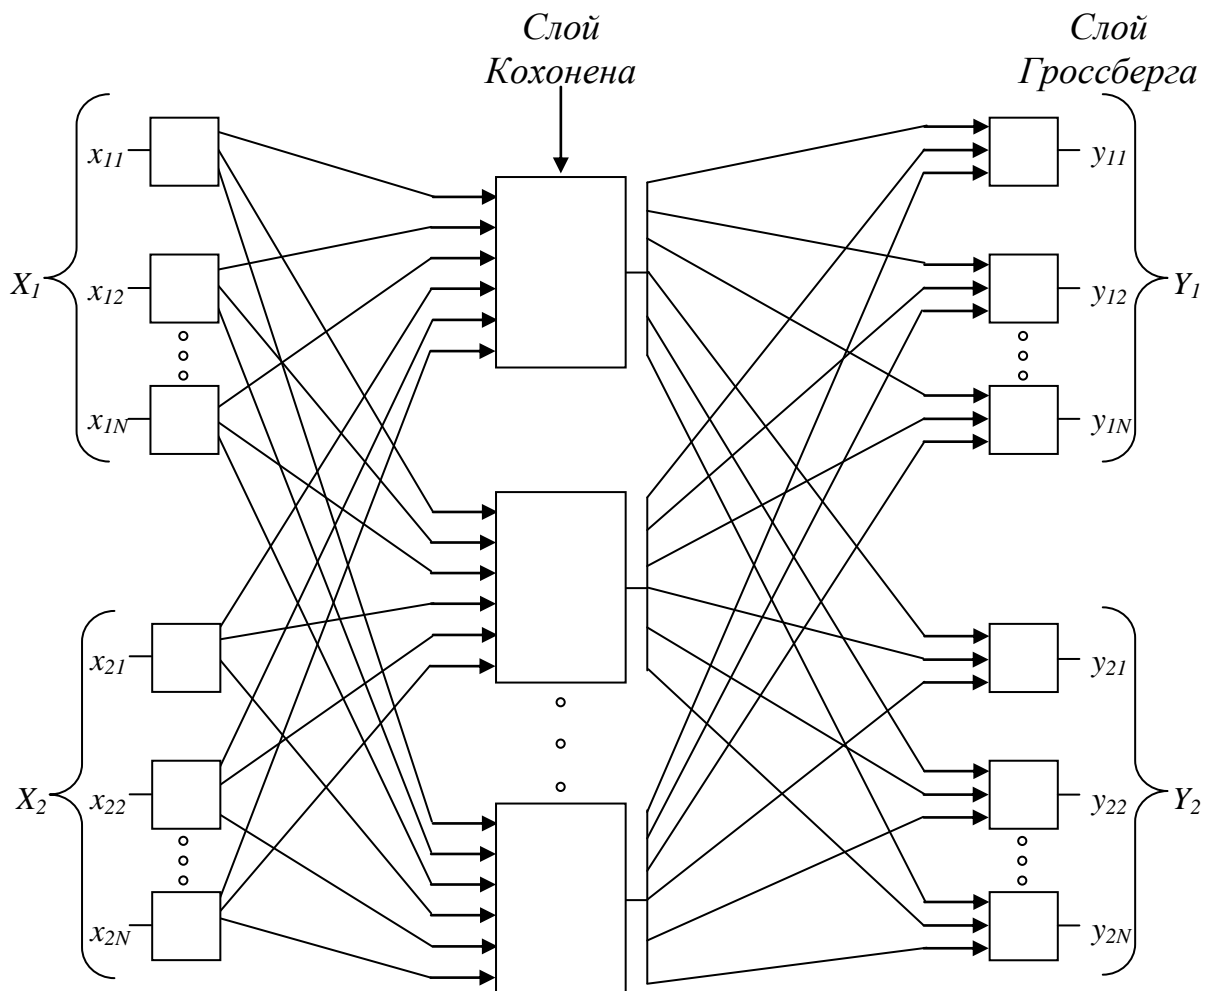 Слой
Кохонена
Слой
Гроссберга
X1
x11
x12
x1N
X2
x21
x22
x2N
y11
y12
y1N
Y1
y21
y22
y2N
Y2